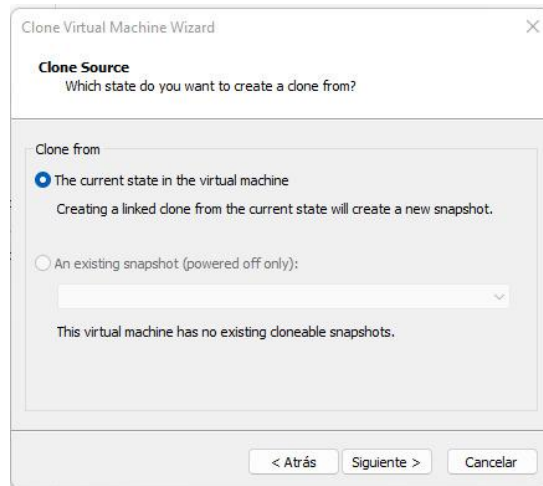 Clone Virtual Machine Wizard
Clone Source
Which state do you want to create a clone from?
Clone from
The current state in the virtual machine
Creating a linked clone from the current state will create a new snapshot.
An existing snapshot (powered off only):
This virtual machine has no existing cloneable snapshots.
< Atrás
Siguiente >
Cancelar